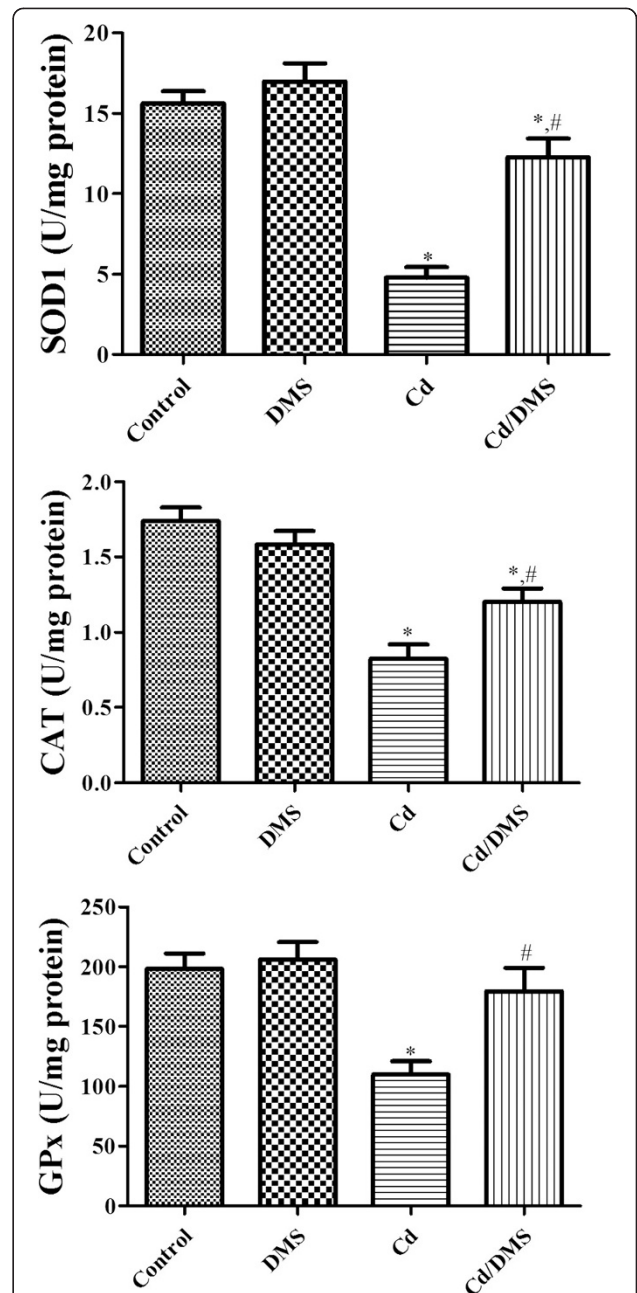 SOD1 (U/mg protein)
20
15
10
5
0
*
*,#
Control
DMS
Cd
Cd/DMS
CAT (U/mg protein)
2.0
1.5
1.0
0.5
0.0
*
*,#
Control
DMS
Cd
Cd/DMS
GPx (U/mg protein)
250
200
150
100
50
0
*
#
Control
DMS
Cd
Cd/DMS